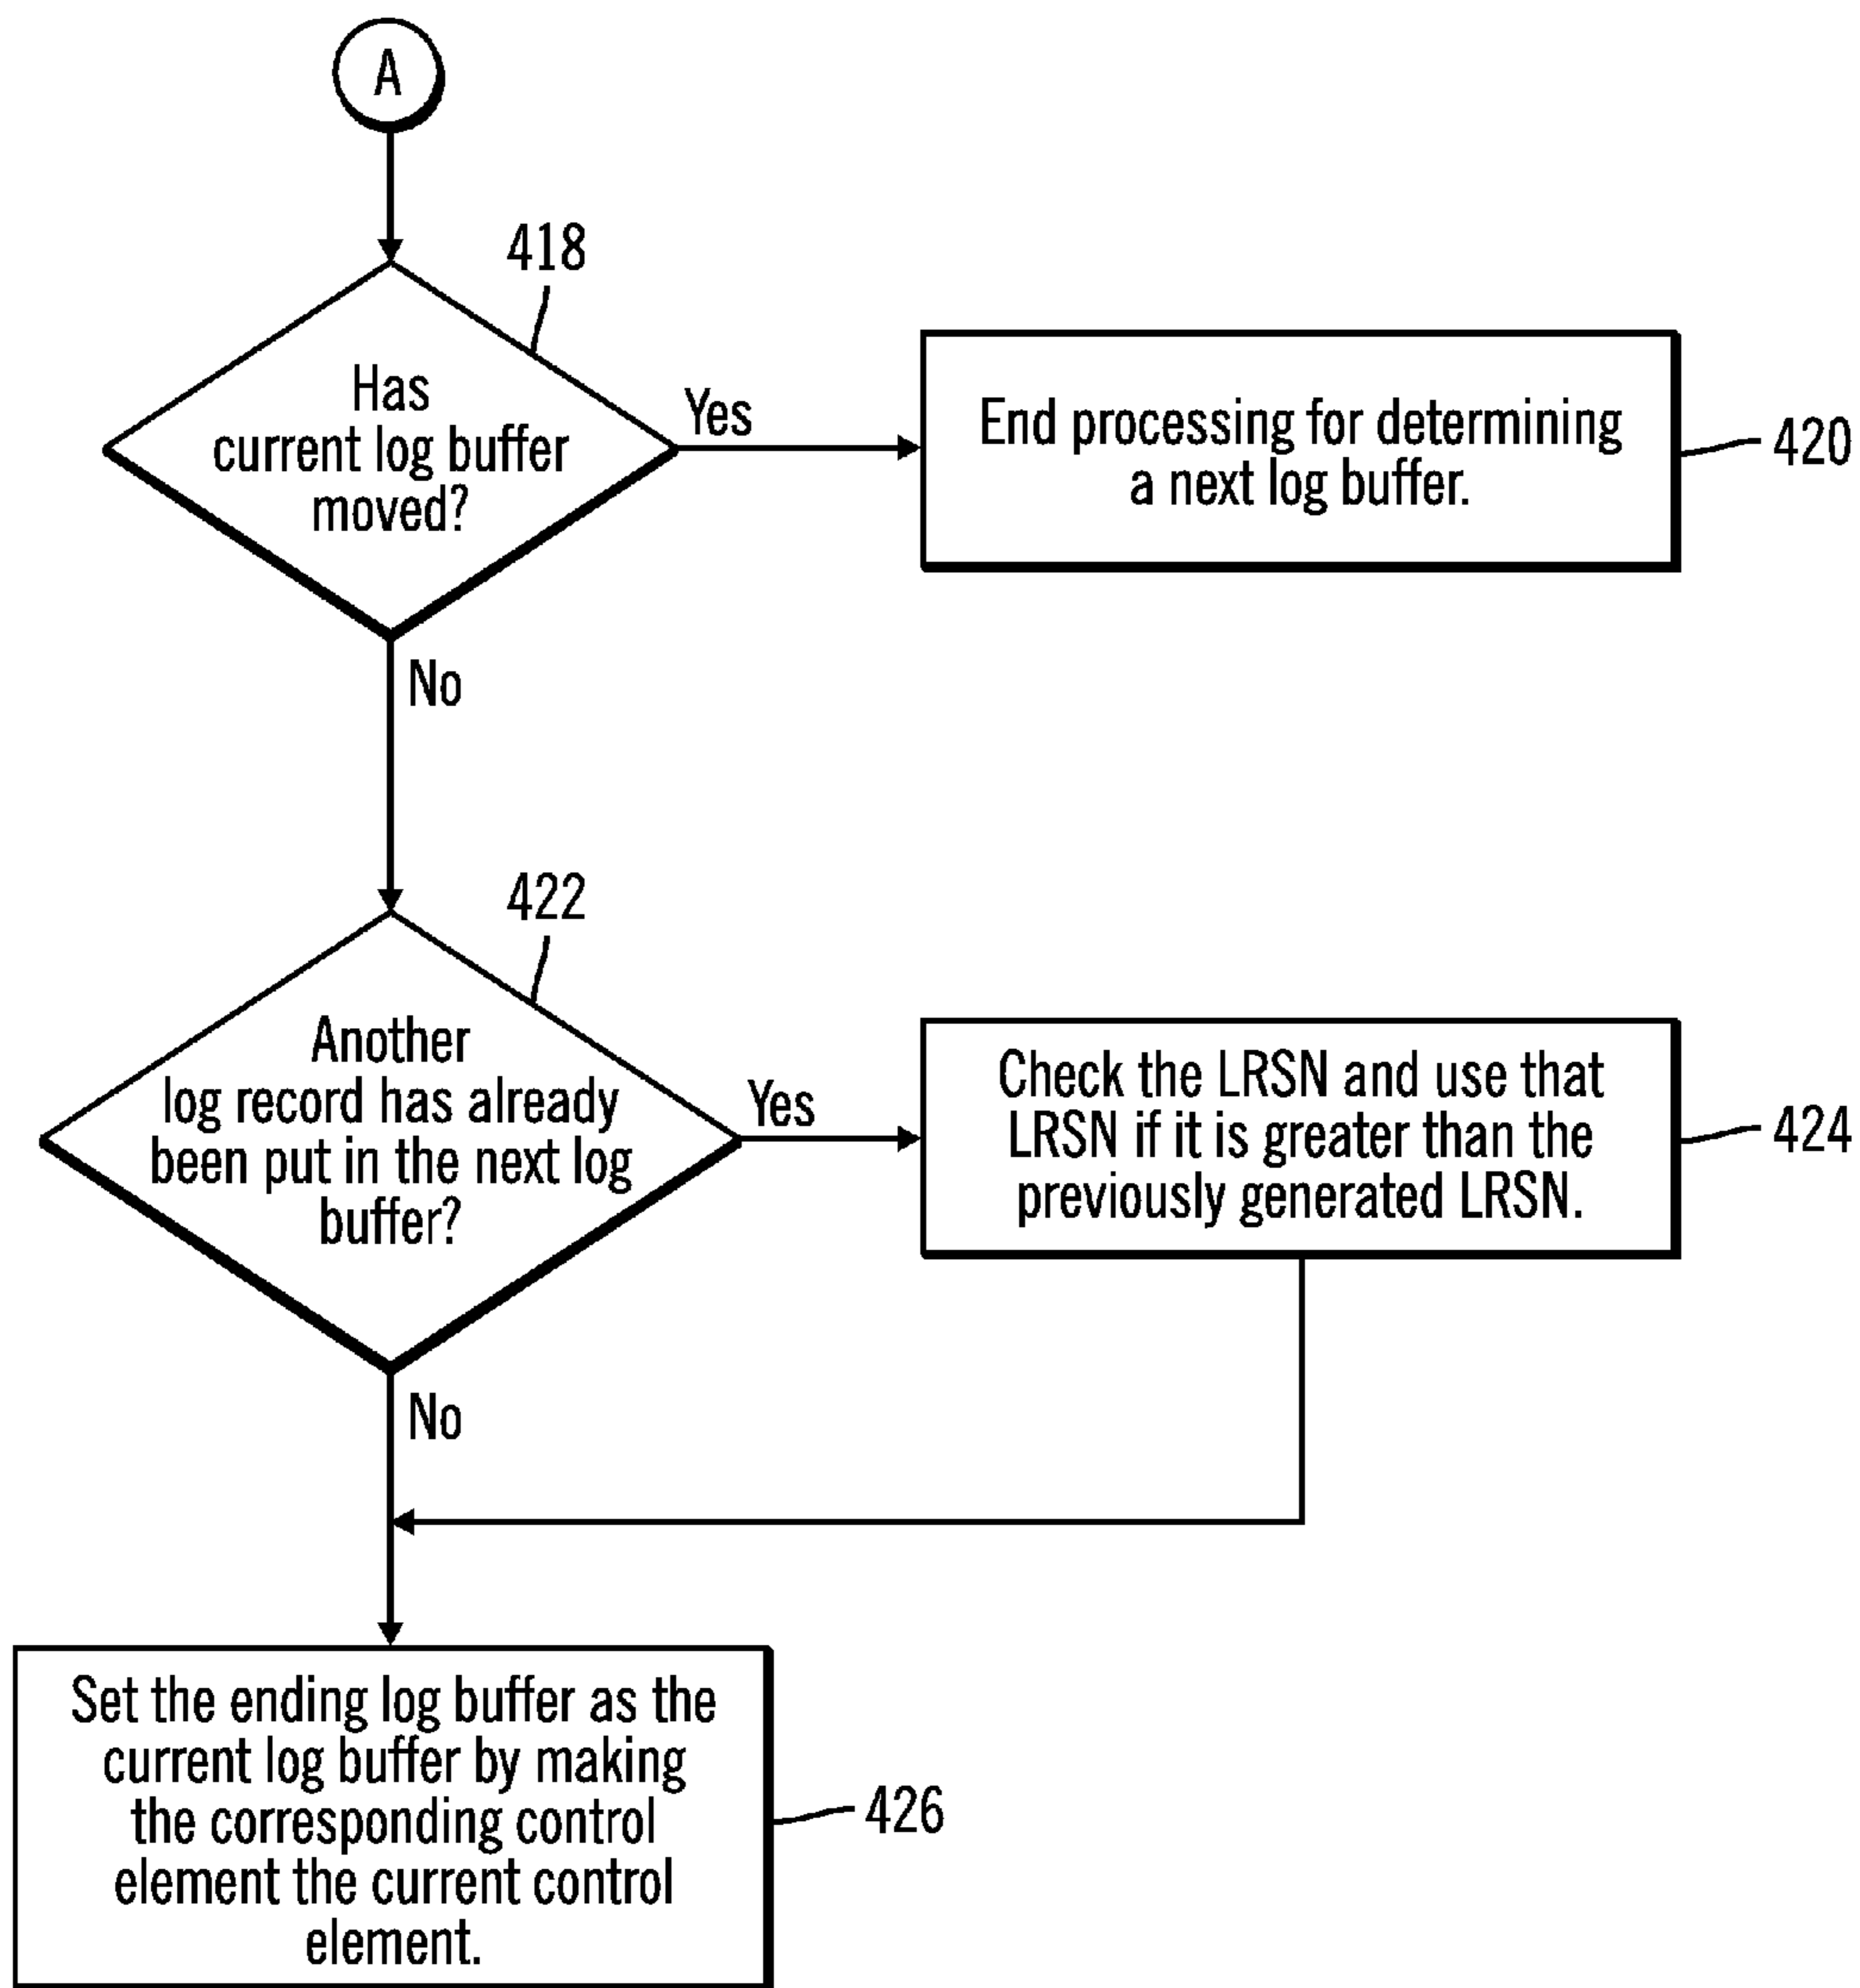 A
418
Has
current log buffer
moved?
Yes
End processing for determining
a next log buffer.
420
No
422
Another
log record has already
been put in the next log
buffer?
Yes
Check the LRSN and use that
LRSN if it is greater than the
previously generated LRSN.
424
No
Set the ending log buffer as the
current log buffer by making
the corresponding control
element the current control
element.
426